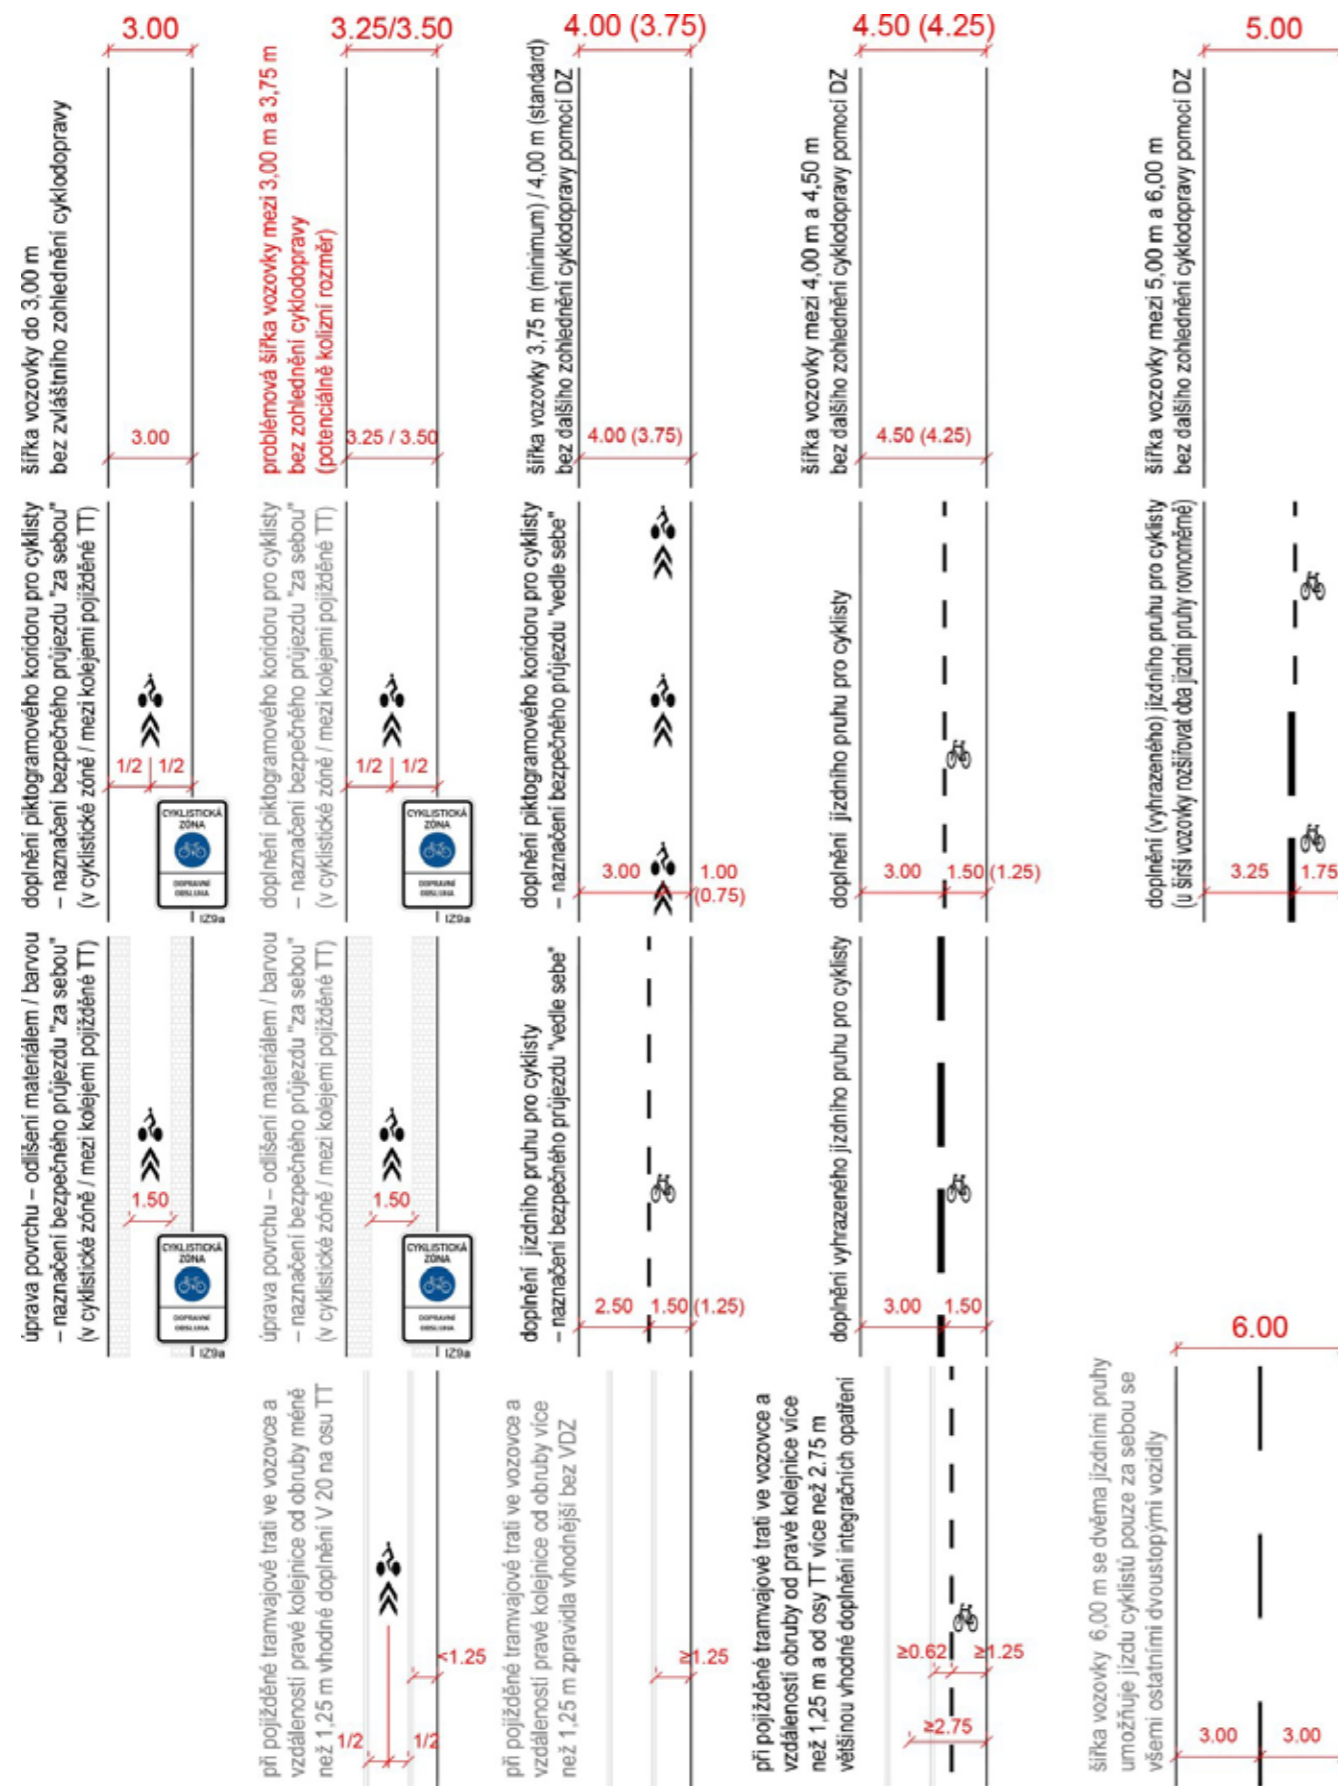 3.00
3.25/3.50
4.00 (3.75)
4.50 (4.25)
5.00
šířka vozovky do 3,00 m
bez zvláštního zohlednění cyklodopravy
3.00
problémová šířka vozovky mezi 3,00 m a 3,75 m
bez zohlednění cyklodopravy
(potenciálně kolizní rozměr)
3.25 / 3.50
šířka vozovky 3,75 m (minimum) / 4,00 m (standard)
bez dalšího zohlednění cyklodopravy pomocí DZ
4.00 (3.75)
šířka vozovky mezi 4,00 m a 4,50 m
bez dalšího zohlednění cyklodopravy pomocí DZ
4.50 (4.25)
šířka vozovky mezi 5,00 m a 6,00 m
bez dalšího zohlednění cyklodopravy pomocí DZ
doplnění piktogramového koridoru pro cyklisty
– naznačení bezpečného průjezdu "za sebou"
(v cyklistické zóně / mezi kolejemi pojížděné TT)
1/2 1/2
CYKLISTICKÁ
ZÓNA
DOPRAVNÍ
OBSLUHA
IZ9a
doplnění piktogramového koridoru pro cyklisty
– naznačení bezpečného průjezdu "za sebou"
(v cyklistické zóně / mezi kolejemi pojížděné TT)
1/2 1/2
CYKLISTICKÁ
ZÓNA
DOPRAVNÍ
OBSLUHA
IZ9a
doplnění piktogramového koridoru pro cyklisty
– naznačení bezpečného průjezdu "vedle sebe"
3.00 1.00
(0.75)
doplnění jízdního pruhu pro cyklisty
3.00 1.50 (1.25)
doplnění (vyhrazeného) jízdního pruhu pro cyklisty
(u širší vozovky rozšiřovat oba jízdní pruhy rovnoměrně)
3.25 1.75
úprava povrchu – odlišení materiálem / barvou
– naznačení bezpečného průjezdu "za sebou"
(v cyklistické zóně / mezi kolejemi pojížděné TT)
1.50
CYKLISTICKÁ
ZÓNA
DOPRAVNÍ
OBSLUHA
IZ9a
úprava povrchu – odlišení materiálem / barvou
– naznačení bezpečného průjezdu "za sebou"
(v cyklistické zóně / mezi kolejemi pojížděné TT)
1.50
CYKLISTICKÁ
ZÓNA
DOPRAVNÍ
OBSLUHA
IZ9a
doplnění jízdního pruhu pro cyklisty
– naznačení bezpečného průjezdu "vedle sebe"
2.50 1.50 (1.25)
doplnění vyhrazeného jízdního pruhu pro cyklisty
3.00 1.50
6.00
při pojížděné tramvajové trati ve vozovce a
vzdálenosti pravé kolejnice od obruby méně
než 1,25 m vhodné doplnění V 20 na osu TT
<1.25
1/2 1/2
při pojížděné tramvajové trati ve vozovce a
vzdálenosti pravé kolejnice od obruby více
než 1,25 m zpravidla vhodnější bez VDZ
≥1.25
při pojížděné tramvajové trati ve vozovce a
vzdálenosti obruby od pravé kolejnice více
než 1,25 m a od osy TT více než 2.75 m
většinou vhodné doplnění integračních opatření
≥0.62 ≥1.25
≥2.75
šířka vozovky 6,00 m se dvěma jízdními pruhy
umožňuje jízdu cyklistů pouze za sebou se
všemi ostatními dvoustopými vozidly
3.00 3.00